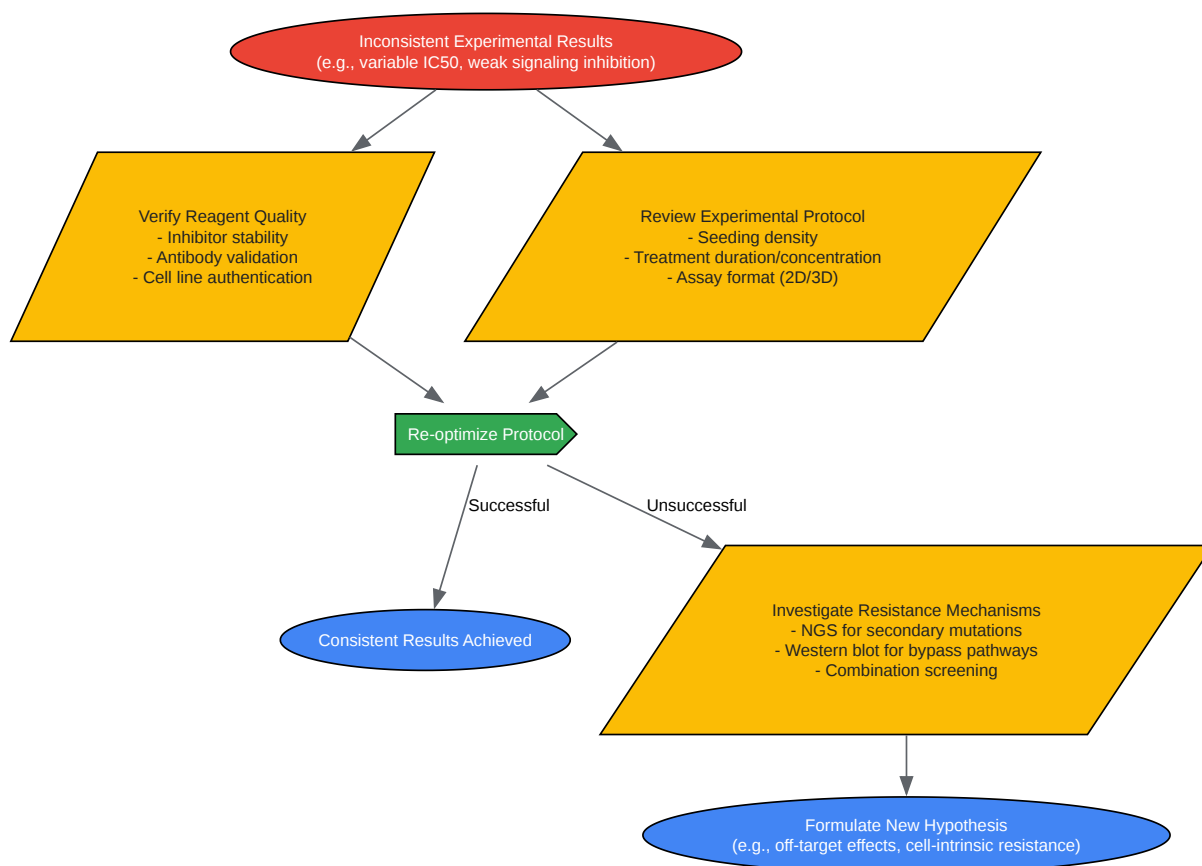 Inconsistent Experimental Results
(e.g., variable IC50, weak signaling inhibition)
Verify Reagent Quality
- Inhibitor stability
- Antibody validation
- Cell line authentication
Review Experimental Protocol
- Seeding density
- Treatment duration/concentration
- Assay format (2D/3D)
Re-optimize Protocol
Successful
Unsuccessful
Consistent Results Achieved
Investigate Resistance Mechanisms
- NGS for secondary mutations
- Western blot for bypass pathways
- Combination screening
Formulate New Hypothesis
(e.g., off-target effects, cell-intrinsic resistance)